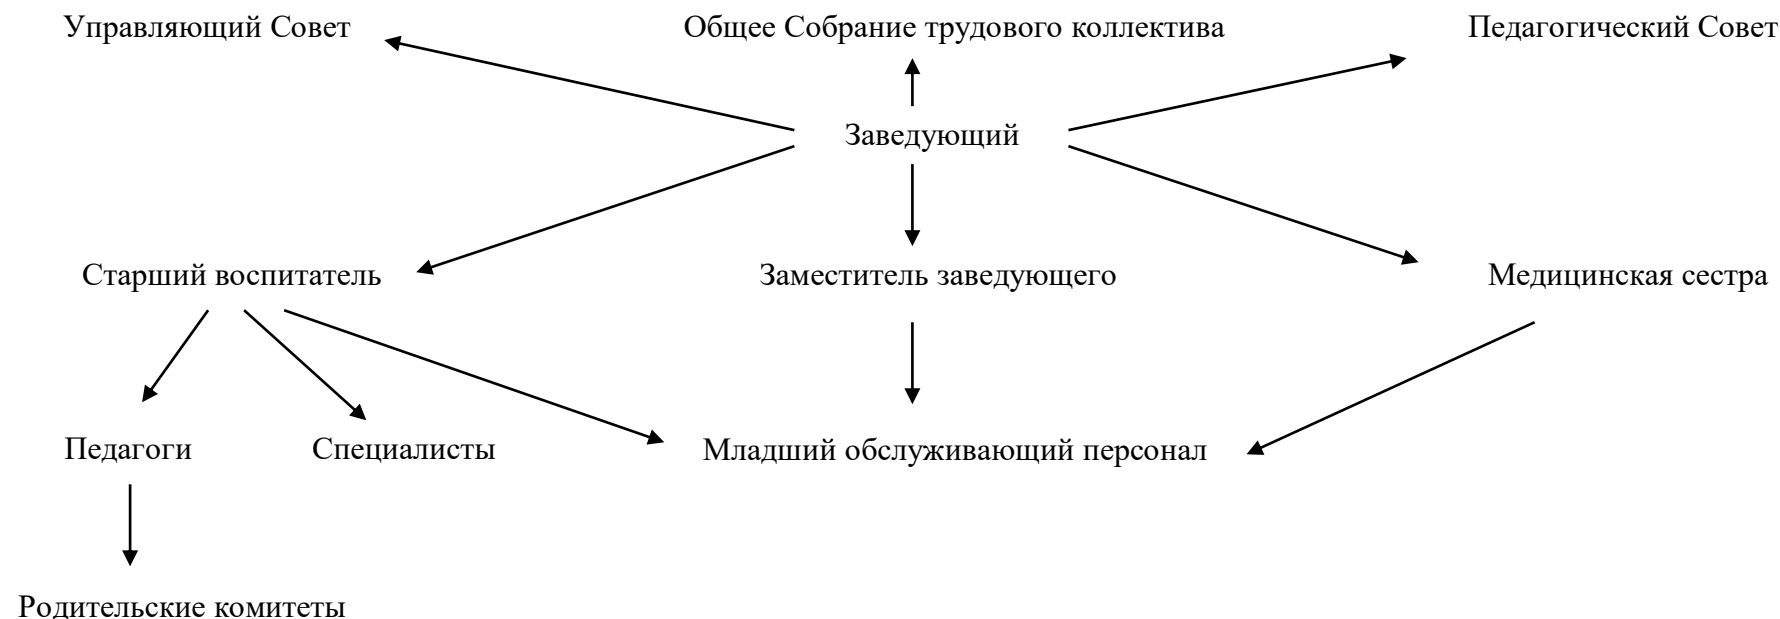 Управляющий Совет
Общее Собрание трудового коллектива
Педагогический Совет
Заведующий
Старший воспитатель
Заместитель заведующего
Медицинская сестра
Педагоги
Специалисты
Младший обслуживающий персонал
Родительские комитеты